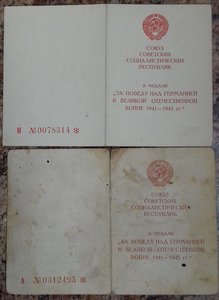 СОЮЗ
СОВЕТСКИХ
СОЦИАЛИСТИЧЕСКИХ
РЕСПУБЛИК
К МЕДАЛИ
„ЗА ПОБЕДУ НАД ГЕРМАНИЕЙ
В ВЕЛИКОЙ ОТЕЧЕСТВЕННОЙ
ВОЙНЕ 1941–1945 гг."
И №0078314 *
СОЮЗ
СОВЕТСКИХ
СОЦИАЛИСТИЧЕСКИХ
РЕСПУБЛИК
К МЕДАЛИ
„ЗА ПОБЕДУ НАД ГЕРМАНИЕЙ
В ВЕЛИКОЙ ОТЕЧЕСТВЕННОЙ
ВОЙНЕ 1941–1945 гг."
А №0312495 *